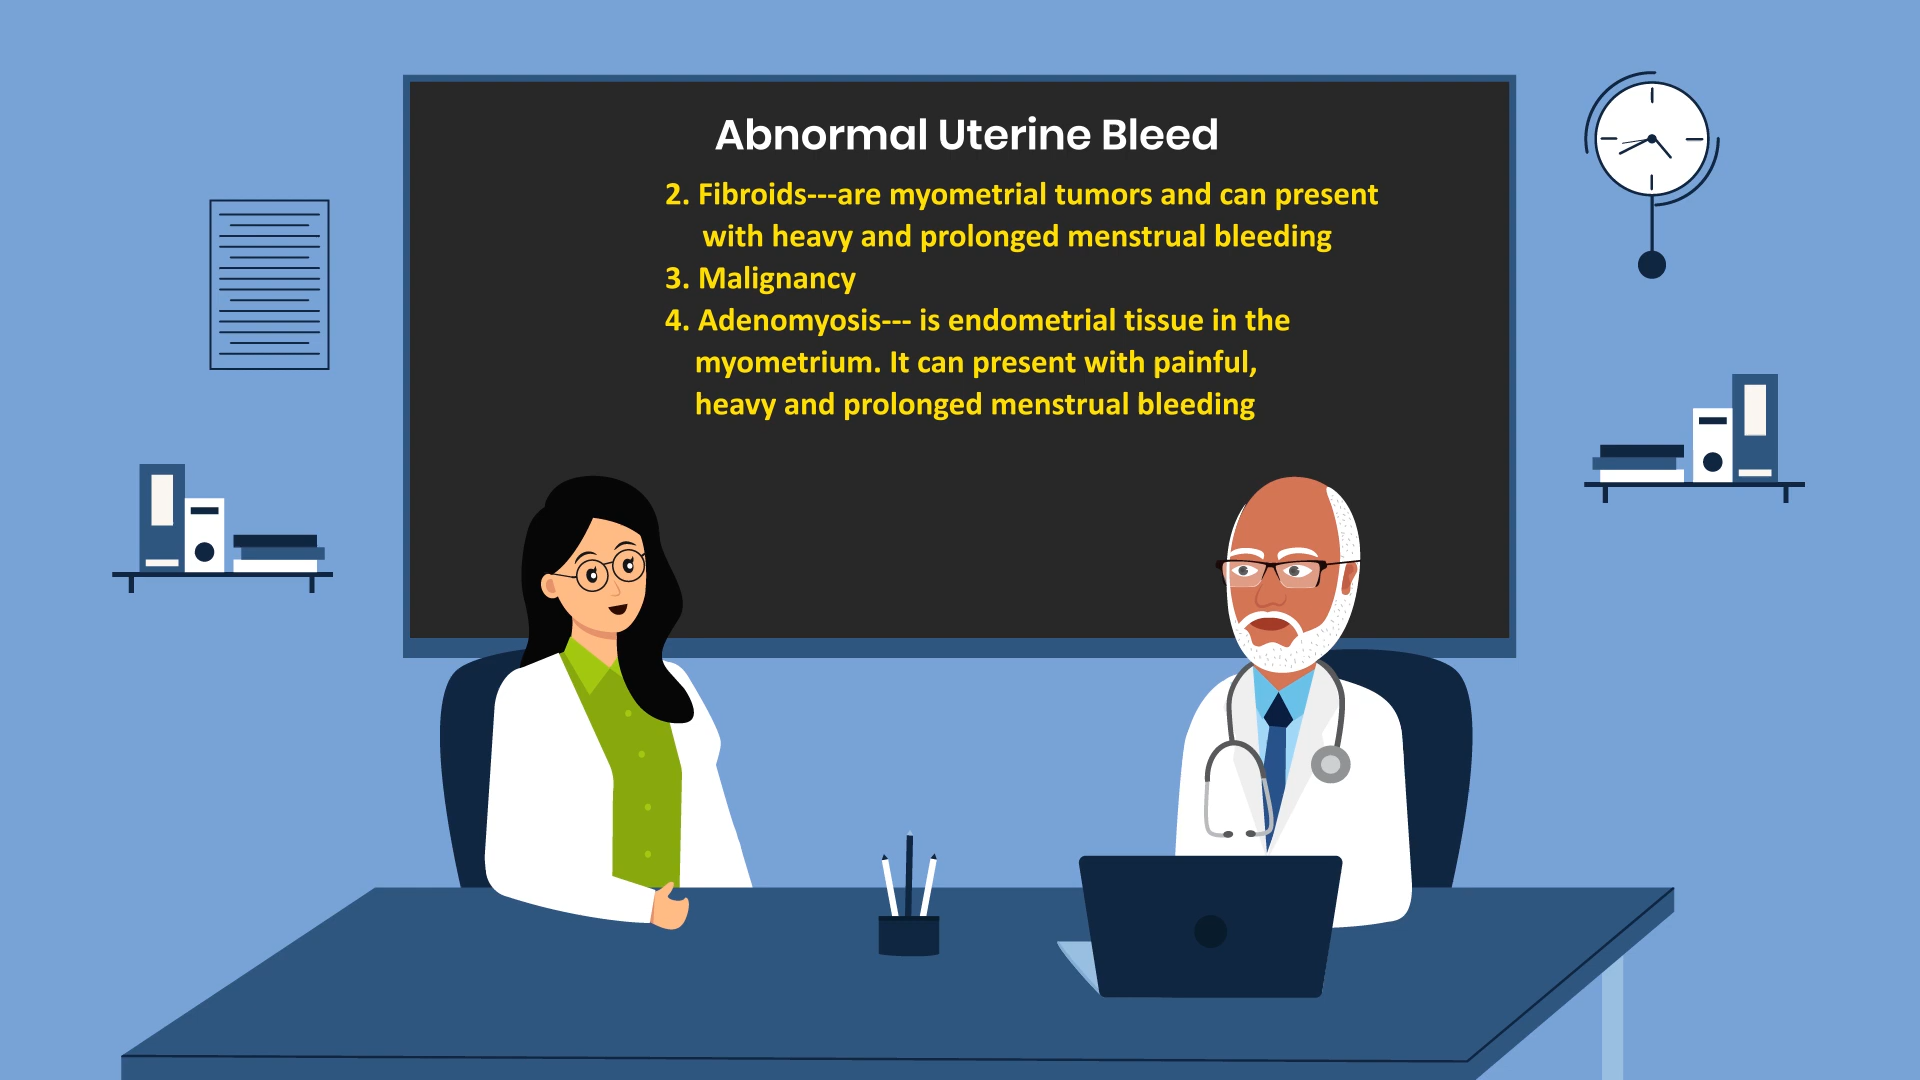 Abnormal Uterine Bleed
2. Fibroids---are myometrial tumors and can present
with heavy and prolonged menstrual bleeding
3. Malignancy
4. Adenomyosis--- is endometrial tissue in the
myometrium. It can present with painful,
heavy and prolonged menstrual bleeding